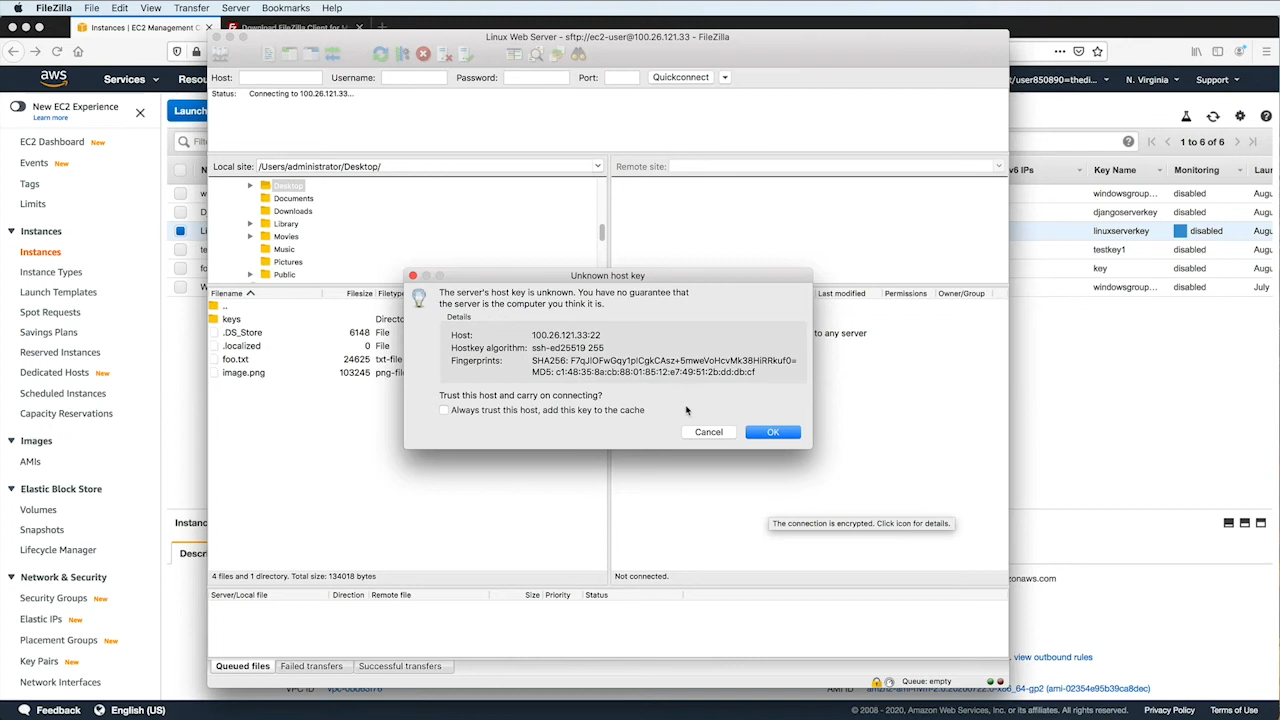 FileZilla File Edit View Transfer Server Bookmarks Help
Instances | EC2 Management C
Download FileZilla Client for M
Linux Web Server - sftp://ec2-user@100.26.121.33 - FileZilla
aws Services
N. Virginia Support
Host: Username: Password: Port: Quickconnect
Status: Connecting to 100.26.121.33...
New EC2 Experience
Learn more
Launch
EC2 Dashboard New
Events New
Tags
Limits
Instances
Instances
Instance Types
Launch Templates
Spot Requests
Savings Plans
Reserved Instances
Dedicated Hosts New
Scheduled Instances
Capacity Reservations
Images
AMIs
Elastic Block Store
Volumes
Snapshots
Lifecycle Manager
Network & Security
Security Groups New
Elastic IPs New
Placement Groups New
Key Pairs New
Network Interfaces
Local site: /Users/administrator/Desktop/
Remote site:
Desktop
Documents
Downloads
Library
Movies
Music
Pictures
Public
Filename Filesize Filetype
..
keys Direc
.DS_Store 6148 File
.localized 0 File
foo.txt 24625 txt-file
image.png 103245 png-f
Last modified Permissions Owner/Group
to any server
1 to 6 of 6
IPs Key Name Monitoring
windowsgroup... disabled
djangoserverkey disabled
linuxserverkey disabled
testkey1 disabled
key disabled
windowsgroup... disabled
Unknown host key
The server's host key is unknown. You have no guarantee that
the server is the computer you think it is.
Details
Host: 100.26.121.33:22
Hostkey algorithm: ssh-ed25519 255
Fingerprints: SHA256: F7qJlOFwGqy1plCgkCAsz+5mweVoHcvMk38HiRRkuf0=
MD5: c1:48:35:8a:cb:88:01:85:12:e7:49:51:2b:dd:db:cf
Trust this host and carry on connecting?
Always trust this host, add this key to the cache
Cancel OK
The connection is encrypted. Click icon for details.
4 files and 1 directory. Total size: 134018 bytes
Not connected.
Server/Local file Direction Remote file Size Priority Status
Queued files Failed transfers Successful transfers
Queue: empty
zonaws.com
view outbound rules
(ami-02354e95b39ca8dec)
Feedback English (US)
© 2008 - 2020, Amazon Web Services, Inc. or its affiliates. All rights reserved. Privacy Policy Terms of Use